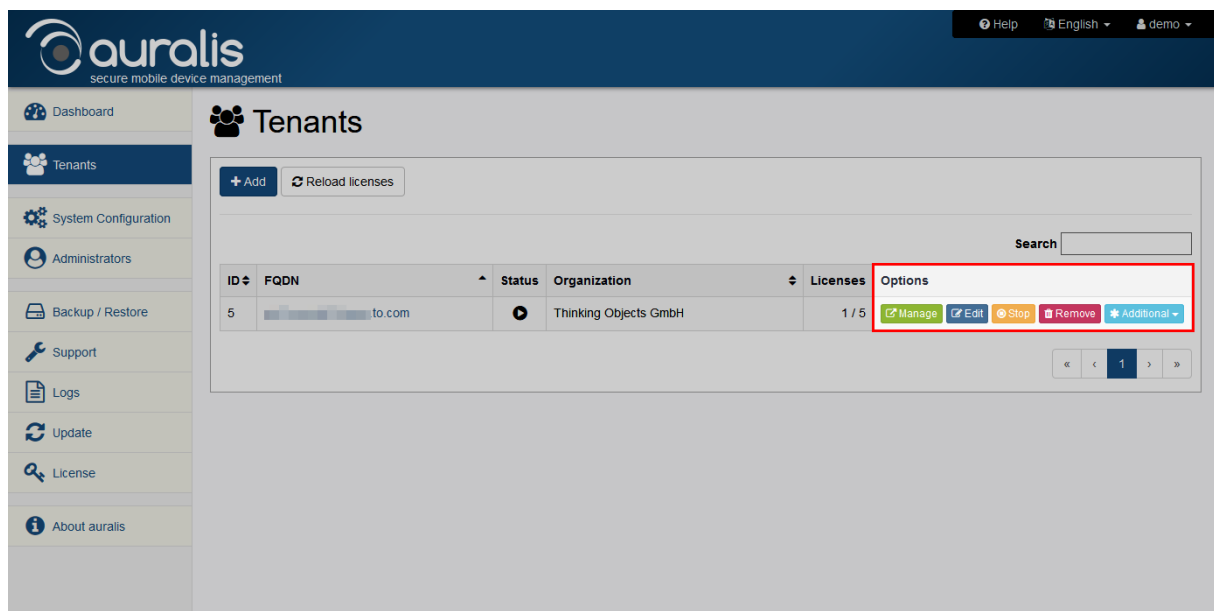 Help English demo
auralis
secure mobile device management
Dashboard
Tenants
System Configuration
Administrators
Backup / Restore
Support
Logs
Update
License
About auralis
Tenants
Add Reload licenses
Search
ID FQDN Status Organization Licenses Options
5 to.com Thinking Objects GmbH 1 / 5 Manage Edit Stop Remove Additional
« ‹ 1 › »